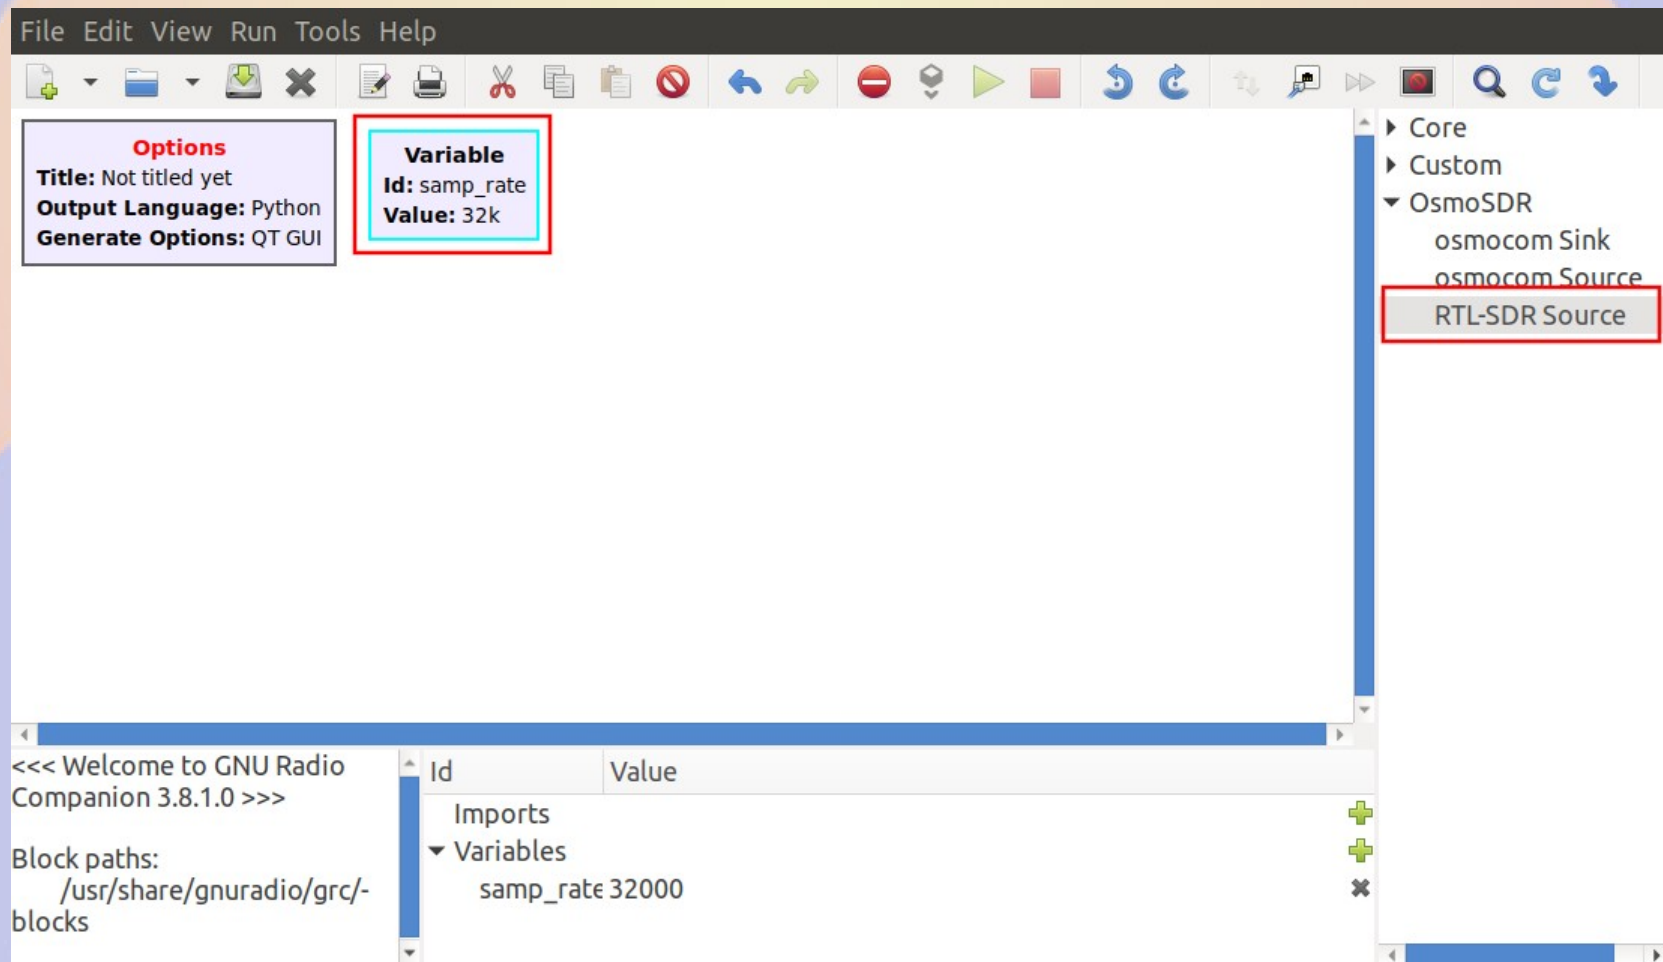 File Edit View Run Tools Help
Options
Title: Not titled yet
Output Language: Python
Generate Options: QT GUI
Variable
Id: samp_rate
Value: 32k
Core
Custom
OsmoSDR
osmocom Sink
osmocom Source
RTL-SDR Source
<<< Welcome to GNU Radio
Companion 3.8.1.0 >>>
Block paths:
/usr/share/gnuradio/grc/-
blocks
Id Value
Imports
Variables
samp_rate 32000